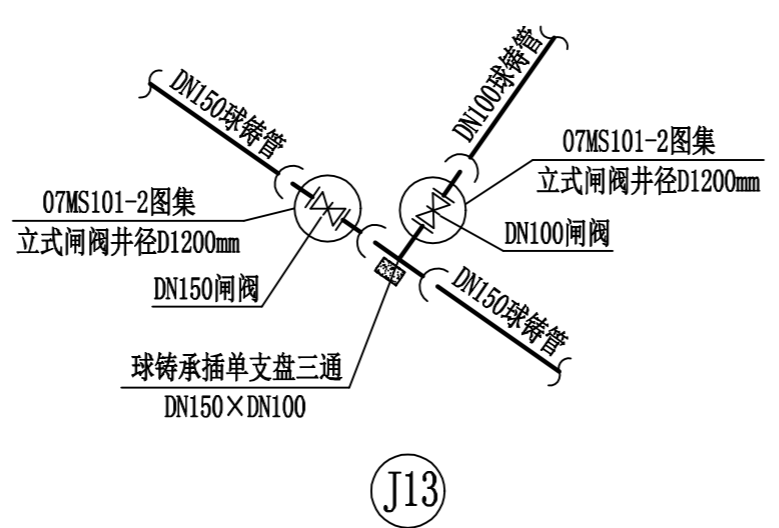 DN150球铸管
DN100球铸管
07MS101-2图集
立式闸阀井径D1200mm
07MS101-2图集
立式闸阀井径D1200mm
DN100闸阀
DN150闸阀
DN150球铸管
球铸承插单支盘三通
DN150×DN100
J13